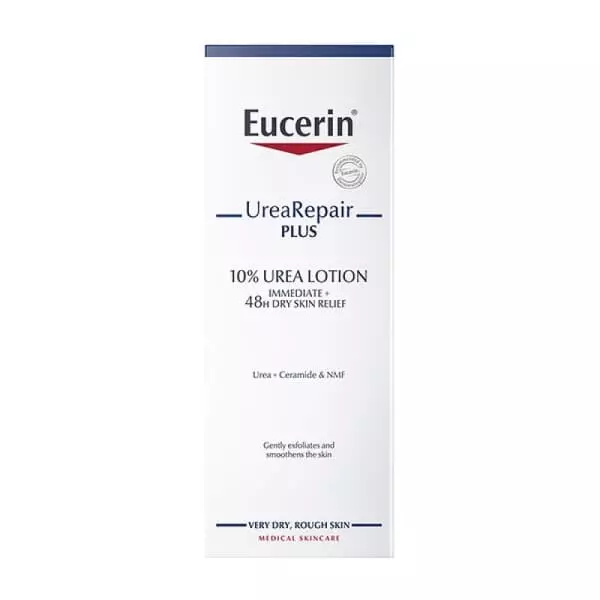 Eucerin®
Eucerin
UreaRepair
PLUS
10% UREA LOTION
IMMEDIATE +
48H DRY SKIN RELIEF
Urea + Ceramide & NMF
Gently exfoliates and
smoothens the skin
VERY DRY, ROUGH SKIN
MEDICAL SKINCARE